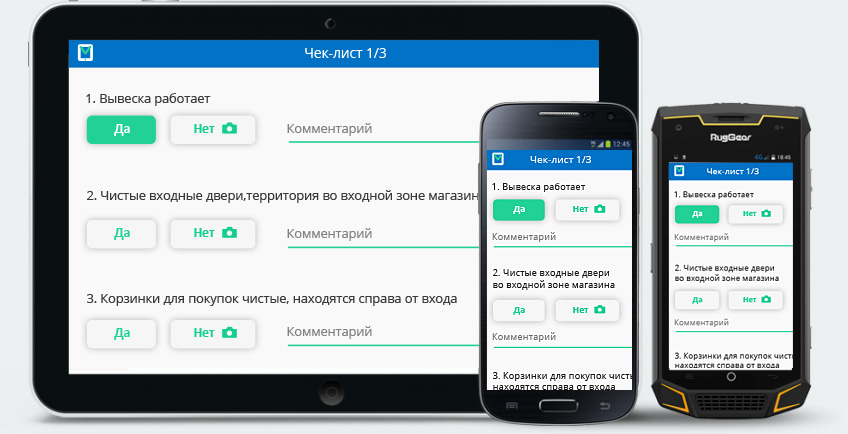 Чек-лист 1/3
1. Вывеска работает
Да
Нет
Комментарий
2. Чистые входные двери,территория во входной зоне магазин
Да
Нет
Комментарий
3. Корзинки для покупок чистые, находятся справа от входа
Да
Нет
Комментарий
12:45
Чек-лист 1/3
1. Вывеска работает
Да
Нет
Комментарий
2. Чистые входные двери
во входной зоне магазина
Да
Нет
Комментарий
3. Корзинки для покупок чисты
находятся справа от входа
RugGear
4G
18:45
Чек-лист 1/3
1. Вывеска работает
Да
Нет
Комментарий
2. Чистые входные двери
во входной зоне магазина
Да
Нет
Комментарий
3. Корзинки для покупок чисты
находятся справа от входа